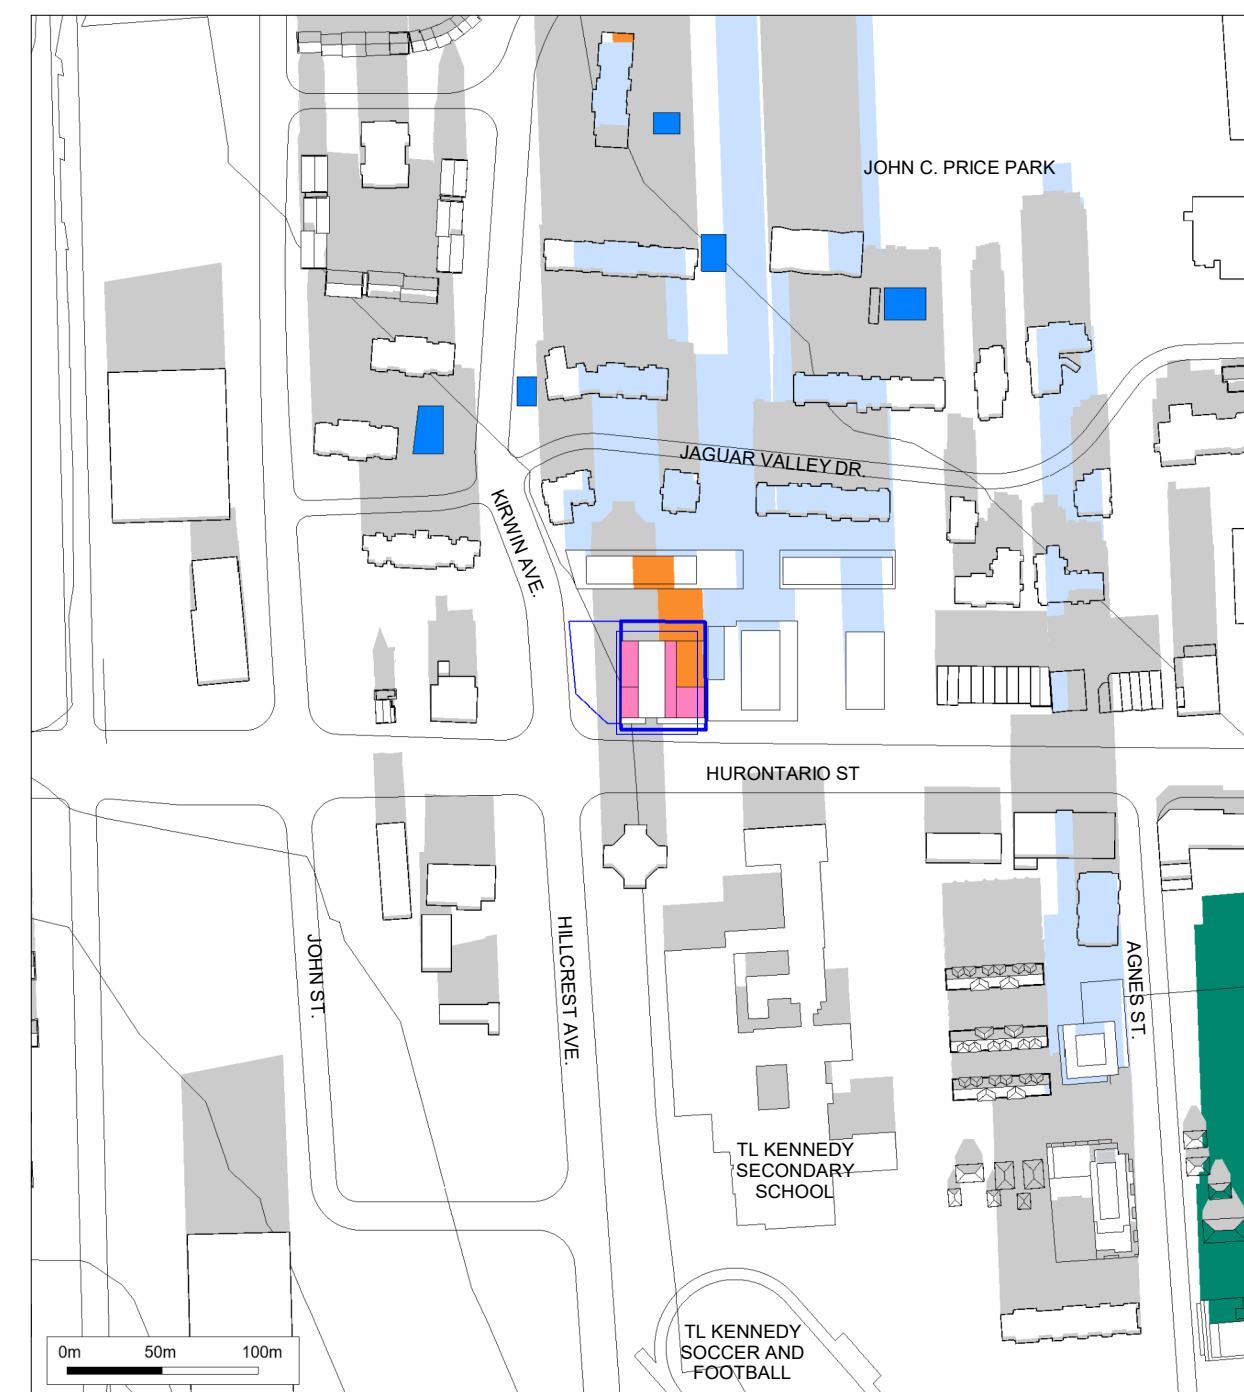 JOHN C. PRICE PARK
JAGUAR VALLEY DR.
KIRWIN AVE.
HURONTARIO ST
JOHN ST.
HILLCREST AVE.
AGNES ST.
TL KENNEDY
SECONDARY
SCHOOL
TL KENNEDY
SOCCER AND
FOOTBALL
0m 50m 100m